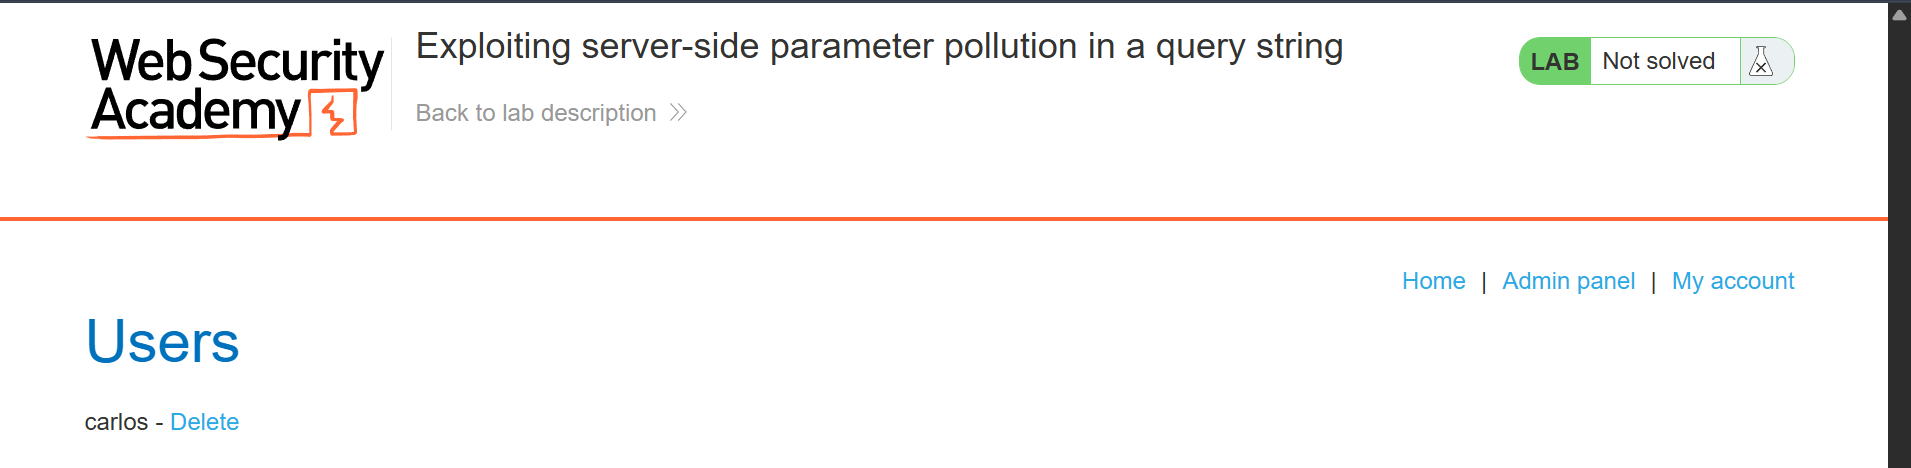 Web Security
Academy
Exploiting server-side parameter pollution in a query string
Back to lab description
LAB Not solved
Home | Admin panel | My account
Users
carlos - Delete